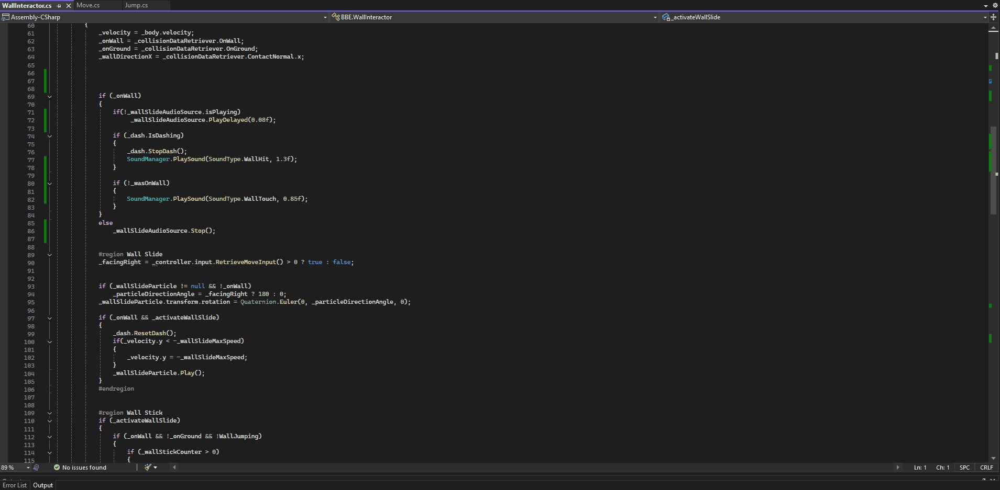 WallInteractor.cs Move.cs Jump.cs
Assembly-CSharp BBE.WallInteractor _activateWallSlide
60 {
61 _velocity = _body.velocity;
62 _onWall = _collisionDataRetriever.OnWall;
63 _onGround = _collisionDataRetriever.OnGround;
64 _wallDirectionX = _collisionDataRetriever.ContactNormal.x;
65
66
67
68
69 if (_onWall)
70 {
71 if(!_wallSlideAudioSource.isPlaying)
72 _wallSlideAudioSource.PlayDelayed(0.08f);
73
74 if (_dash.IsDashing)
75 {
76 _dash.StopDash();
77 SoundManager.PlaySound(SoundType.WallHit, 1.3f);
78 }
79
80 if (!_wasOnWall)
81 {
82 SoundManager.PlaySound(SoundType.WallTouch, 0.85f);
83 }
84 }
85 else
86 _wallSlideAudioSource.Stop();
87
88
89 #region Wall Slide
90 _facingRight = _controller.input.RetrieveMoveInput() > 0 ? true : false;
91
92
93 if (_wallSlideParticle != null && !_onWall)
94 _particleDirectionAngle = _facingRight ? 180 : 0;
95 _wallSlideParticle.transform.rotation = Quaternion.Euler(0, _particleDirectionAngle, 0);
96
97 if (_onWall && _activateWallSlide)
98 {
99 _dash.ResetDash();
100 if(_velocity.y < -_wallSlideMaxSpeed)
101 {
102 _velocity.y = -_wallSlideMaxSpeed;
103 }
104 _wallSlideParticle.Play();
105 }
106 #endregion
107
108
109 #region Wall Stick
110 if (_activateWallSlide)
111 {
112 if (_onWall && !_onGround && !WallJumping)
113 {
114 if (_wallStickCounter > 0)
115 {
89 % No issues found Ln: 1 Ch: 1 SPC CRLF
Error List Output